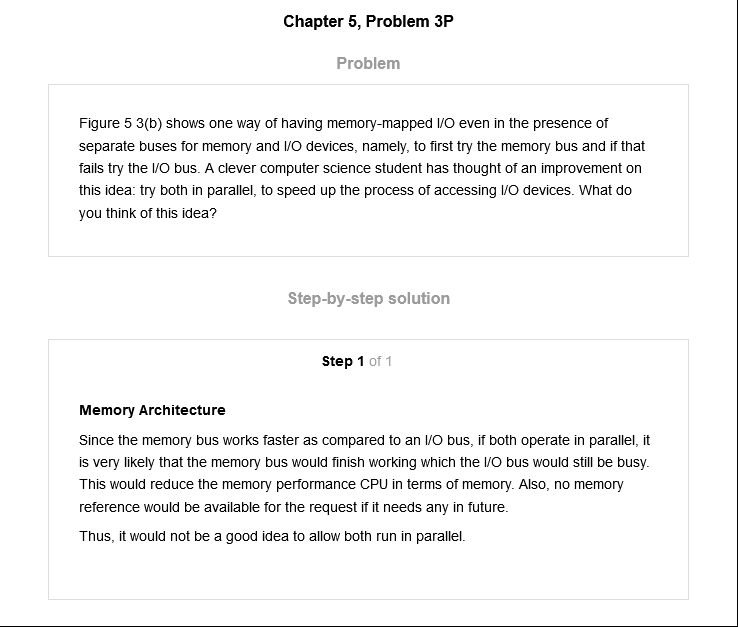 Chapter 5, Problem 3P
Problem
Figure 5 3(b) shows one way of having memory-mapped I/O even in the presence of
separate buses for memory and I/O devices, namely, to first try the memory bus and if that
fails try the I/O bus. A clever computer science student has thought of an improvement on
this idea: try both in parallel, to speed up the process of accessing I/O devices. What do
you think of this idea?
Step-by-step solution
Step 1 of 1
Memory Architecture
Since the memory bus works faster as compared to an I/O bus, if both operate in parallel, it
is very likely that the memory bus would finish working which the I/O bus would still be busy.
This would reduce the memory performance CPU in terms of memory. Also, no memory
reference would be available for the request if it needs any in future.
Thus, it would not be a good idea to allow both run in parallel.